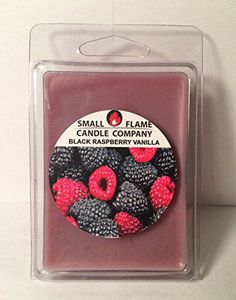 SMALL FLAME
CANDLE COMPANY
BLACK RASPBERRY VANILLA